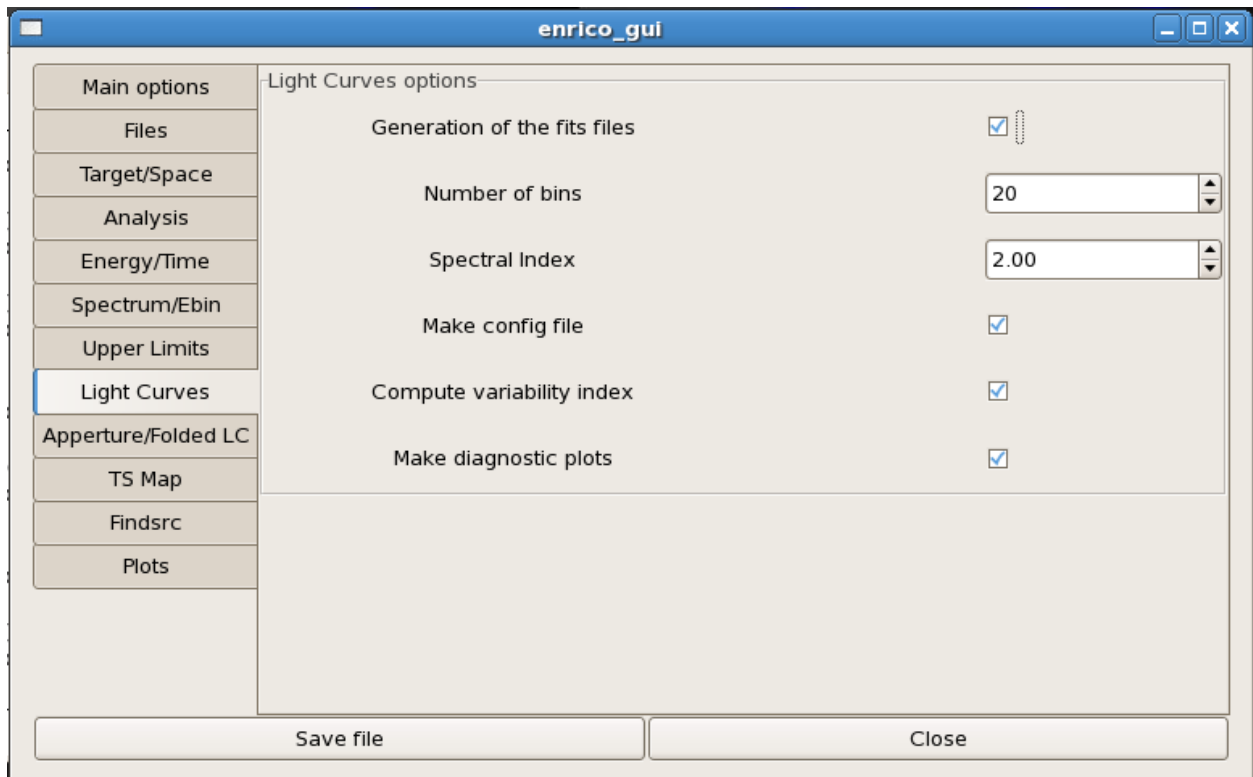 enrico_gui
Main options
Files
Target/Space
Analysis
Energy/Time
Spectrum/Ebin
Upper Limits
Light Curves
Apperture/Folded LC
TS Map
Findsrc
Plots
Light Curves options
Generation of the fits files
Number of bins 20
Spectral Index 2.00
Make config file
Compute variability index
Make diagnostic plots
Save file Close